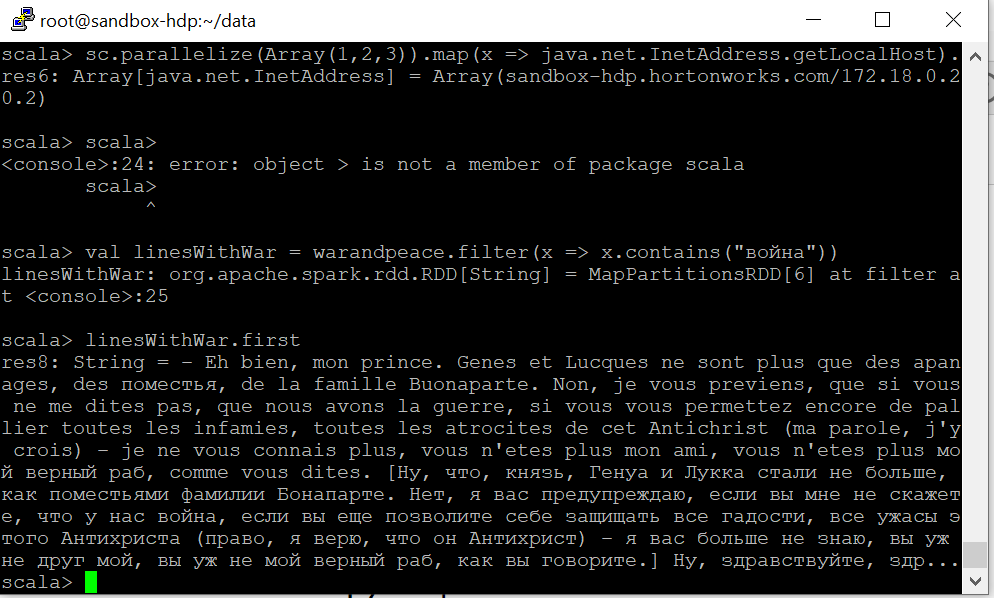 root@sandbox-hdp:~/data
scala> sc.parallelize(Array(1,2,3)).map(x => java.net.InetAddress.getLocalHost).
res6: Array[java.net.InetAddress] = Array(sandbox-hdp.hortonworks.com/172.18.0.2
0.2)
scala> scala>
<console>:24: error: object > is not a member of package scala
scala>
^
scala> val linesWithWar = warandpeace.filter(x => x.contains("война"))
linesWithWar: org.apache.spark.rdd.RDD[String] = MapPartitionsRDD[6] at filter a
t <console>:25
scala> linesWithWar.first
res8: String = – Eh bien, mon prince. Genes et Lucques ne sont plus que des apan
ages, des поместья, de la famille Buonaparte. Non, je vous previens, que si vous
ne me dites pas, que nous avons la guerre, si vous vous permettez encore de pal
lier toutes les infamies, toutes les atrocites de cet Antichrist (ma parole, j'y
crois) – je ne vous connais plus, vous n'etes plus mon ami, vous n'etes plus мо
й верный раб, comme vous dites. [Ну, что, князь, Генуа и Лукка стали не больше,
как поместьями фамилии Бонапарте. Нет, я вас предупреждаю, если вы мне не скажет
е, что у нас война, если вы еще позволите себе защищать все гадости, все ужасы э
того Антихриста (право, я верю, что он Антихрист) – я вас больше не знаю, вы уж
не друг мой, вы уж не мой верный раб, как вы говорите.] Ну, здравствуйте, здр...
scala>